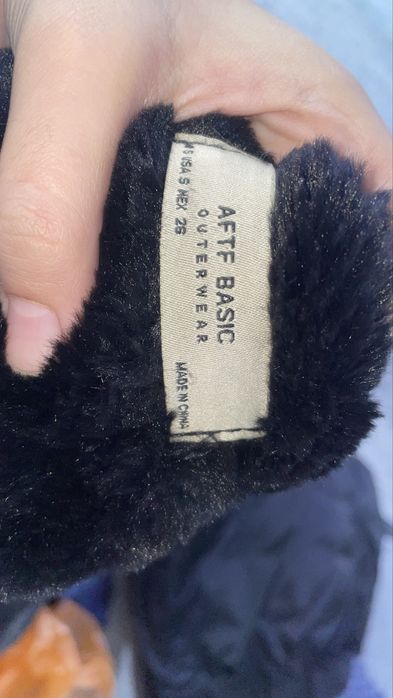 AFTF BASIC
OUTERWEAR
S USA S MEX 26
MADE IN CHINA